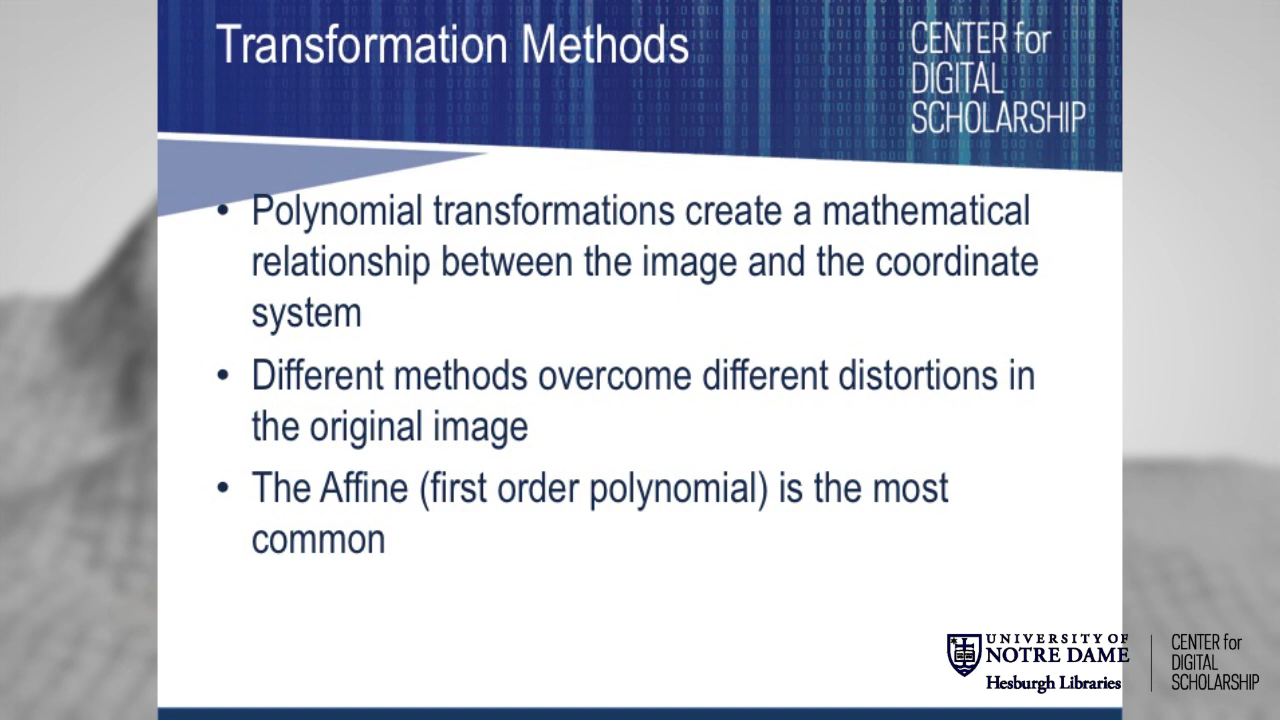 Transformation Methods
CENTER for
DIGITAL
SCHOLARSHIP
• Polynomial transformations create a mathematical
relationship between the image and the coordinate
system
• Different methods overcome different distortions in
the original image
• The Affine (first order polynomial) is the most
common
UNIVERSITY OF
NOTRE DAME
Hesburgh Libraries
CENTER for
DIGITAL
SCHOLARSHIP